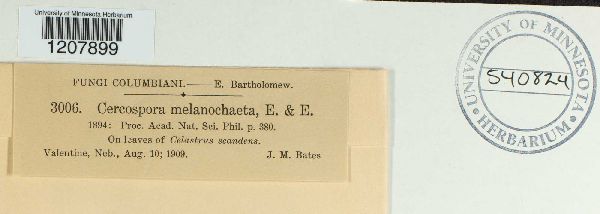 University of Minnesota Herbarium
1207899
FUNGI COLUMBIANI.— E. Bartholomew.
3006. Cercospora melanochaeta, E. & E.
1894: Proc. Acad. Nat. Sci. Phil. p. 380.
On leaves of Celastrus scandens.
Valentine, Neb., Aug. 10; 1909. J. M. Bates
UNIVERSITY OF MINNESOTA
540824
HERBARIUM